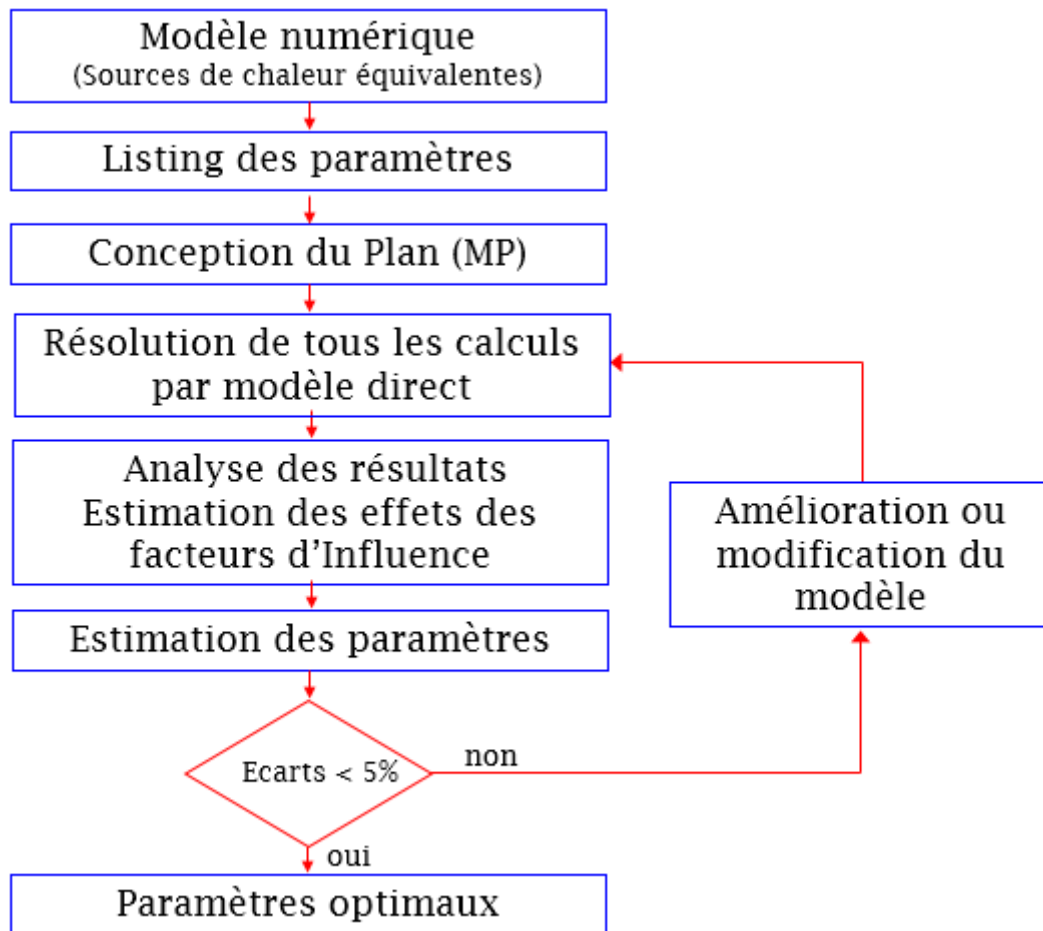 Modèle numérique
(Sources de chaleur équivalentes)
Listing des paramètres
Conception du Plan (MP)
Résolution de tous les calculs
par modèle direct
Analyse des résultats
Estimation des effets des
facteurs d’Influence
Amélioration ou
modification du
modèle
Estimation des paramètres
Ecarts < 5%
non
oui
Paramètres optimaux